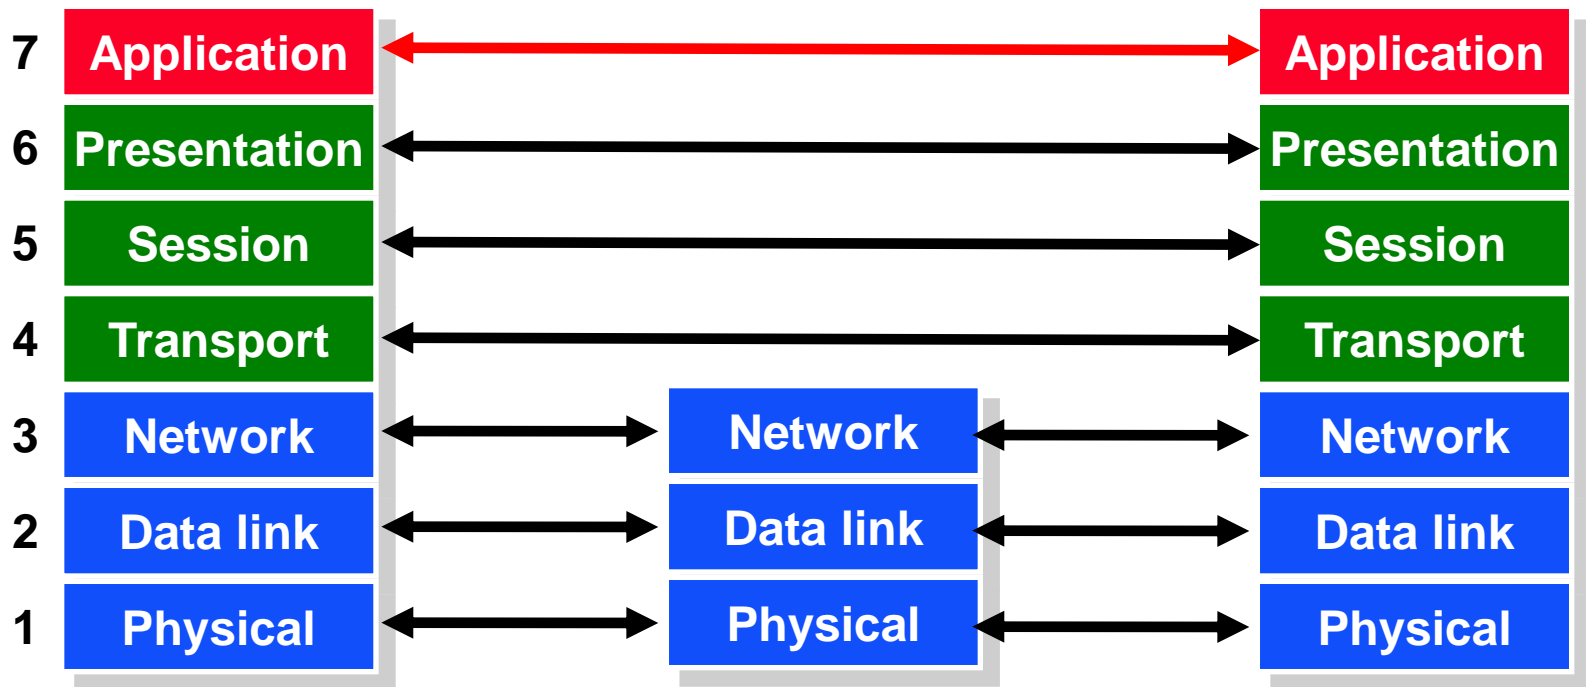 7 Application Application
6 Presentation Presentation
5 Session Session
4 Transport Transport
3 Network Network Network
2 Data link Data link Data link
1 Physical Physical Physical